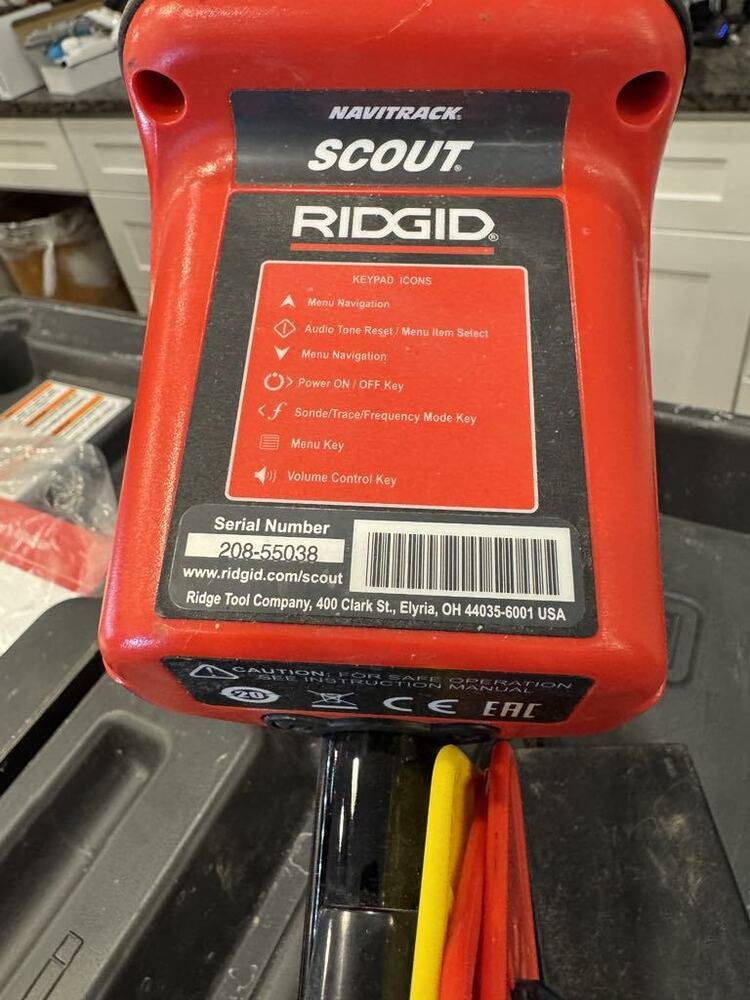 NAVITRACK®
SCOUT®
RIDGID®
KEYPAD ICONS
Menu Navigation
Audio Tone Reset / Menu Item Select
Menu Navigation
Power ON / OFF Key
Sonde/Trace/Frequency Mode Key
Menu Key
Volume Control Key
Serial Number
208-55038
www.ridgid.com/scout
Ridge Tool Company, 400 Clark St., Elyria, OH 44035-6001 USA
CAUTION: FOR SAFE OPERATION
SEE INSTRUCTION MANUAL
20 CE EAC